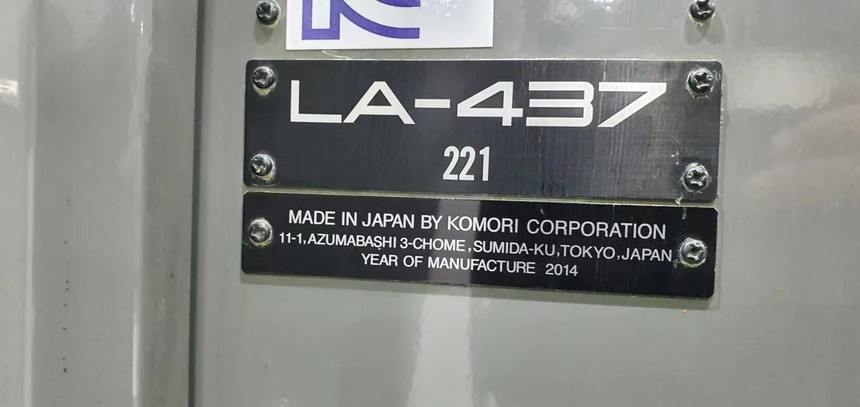 LA-437
221
MADE IN JAPAN BY KOMORI CORPORATION
11-1,AZUMABASHI 3-CHOME,SUMIDA-KU,TOKYO,JAPAN
YEAR OF MANUFACTURE 2014